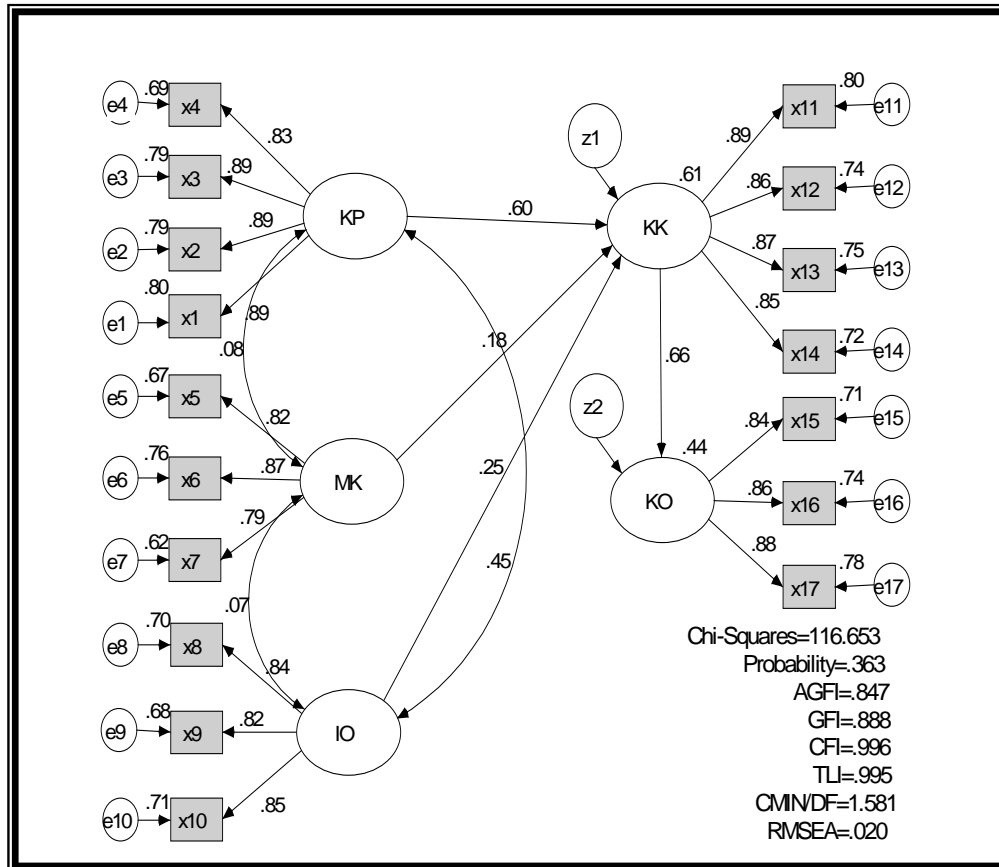 .69
e4 x4
.83
.79
e3 x3
.89
.79
e2 x2
.89
.80
e1 x1
.89
KP
.60
.08
.67
e5 x5
.82
.76
e6 x6
.87
.62
e7 x7
.79
MK
.18
.07
.70
e8 x8
.84
.68
e9 x9
.82
.71
e10 x10
.85
IO
.25
.45
z1
.61
KK
.66
z2
.44
KO
.80
.89
x11 e11
.74
.86
x12 e12
.75
.87
x13 e13
.72
.85
x14 e14
.71
.84
x15 e15
.74
.86
x16 e16
.78
.88
x17 e17
Chi-Squares=116.653
Probability=.363
AGFI=.847
GFI=.888
CFI=.996
TLI=.995
CMIN/DF=1.581
RMSEA=.020